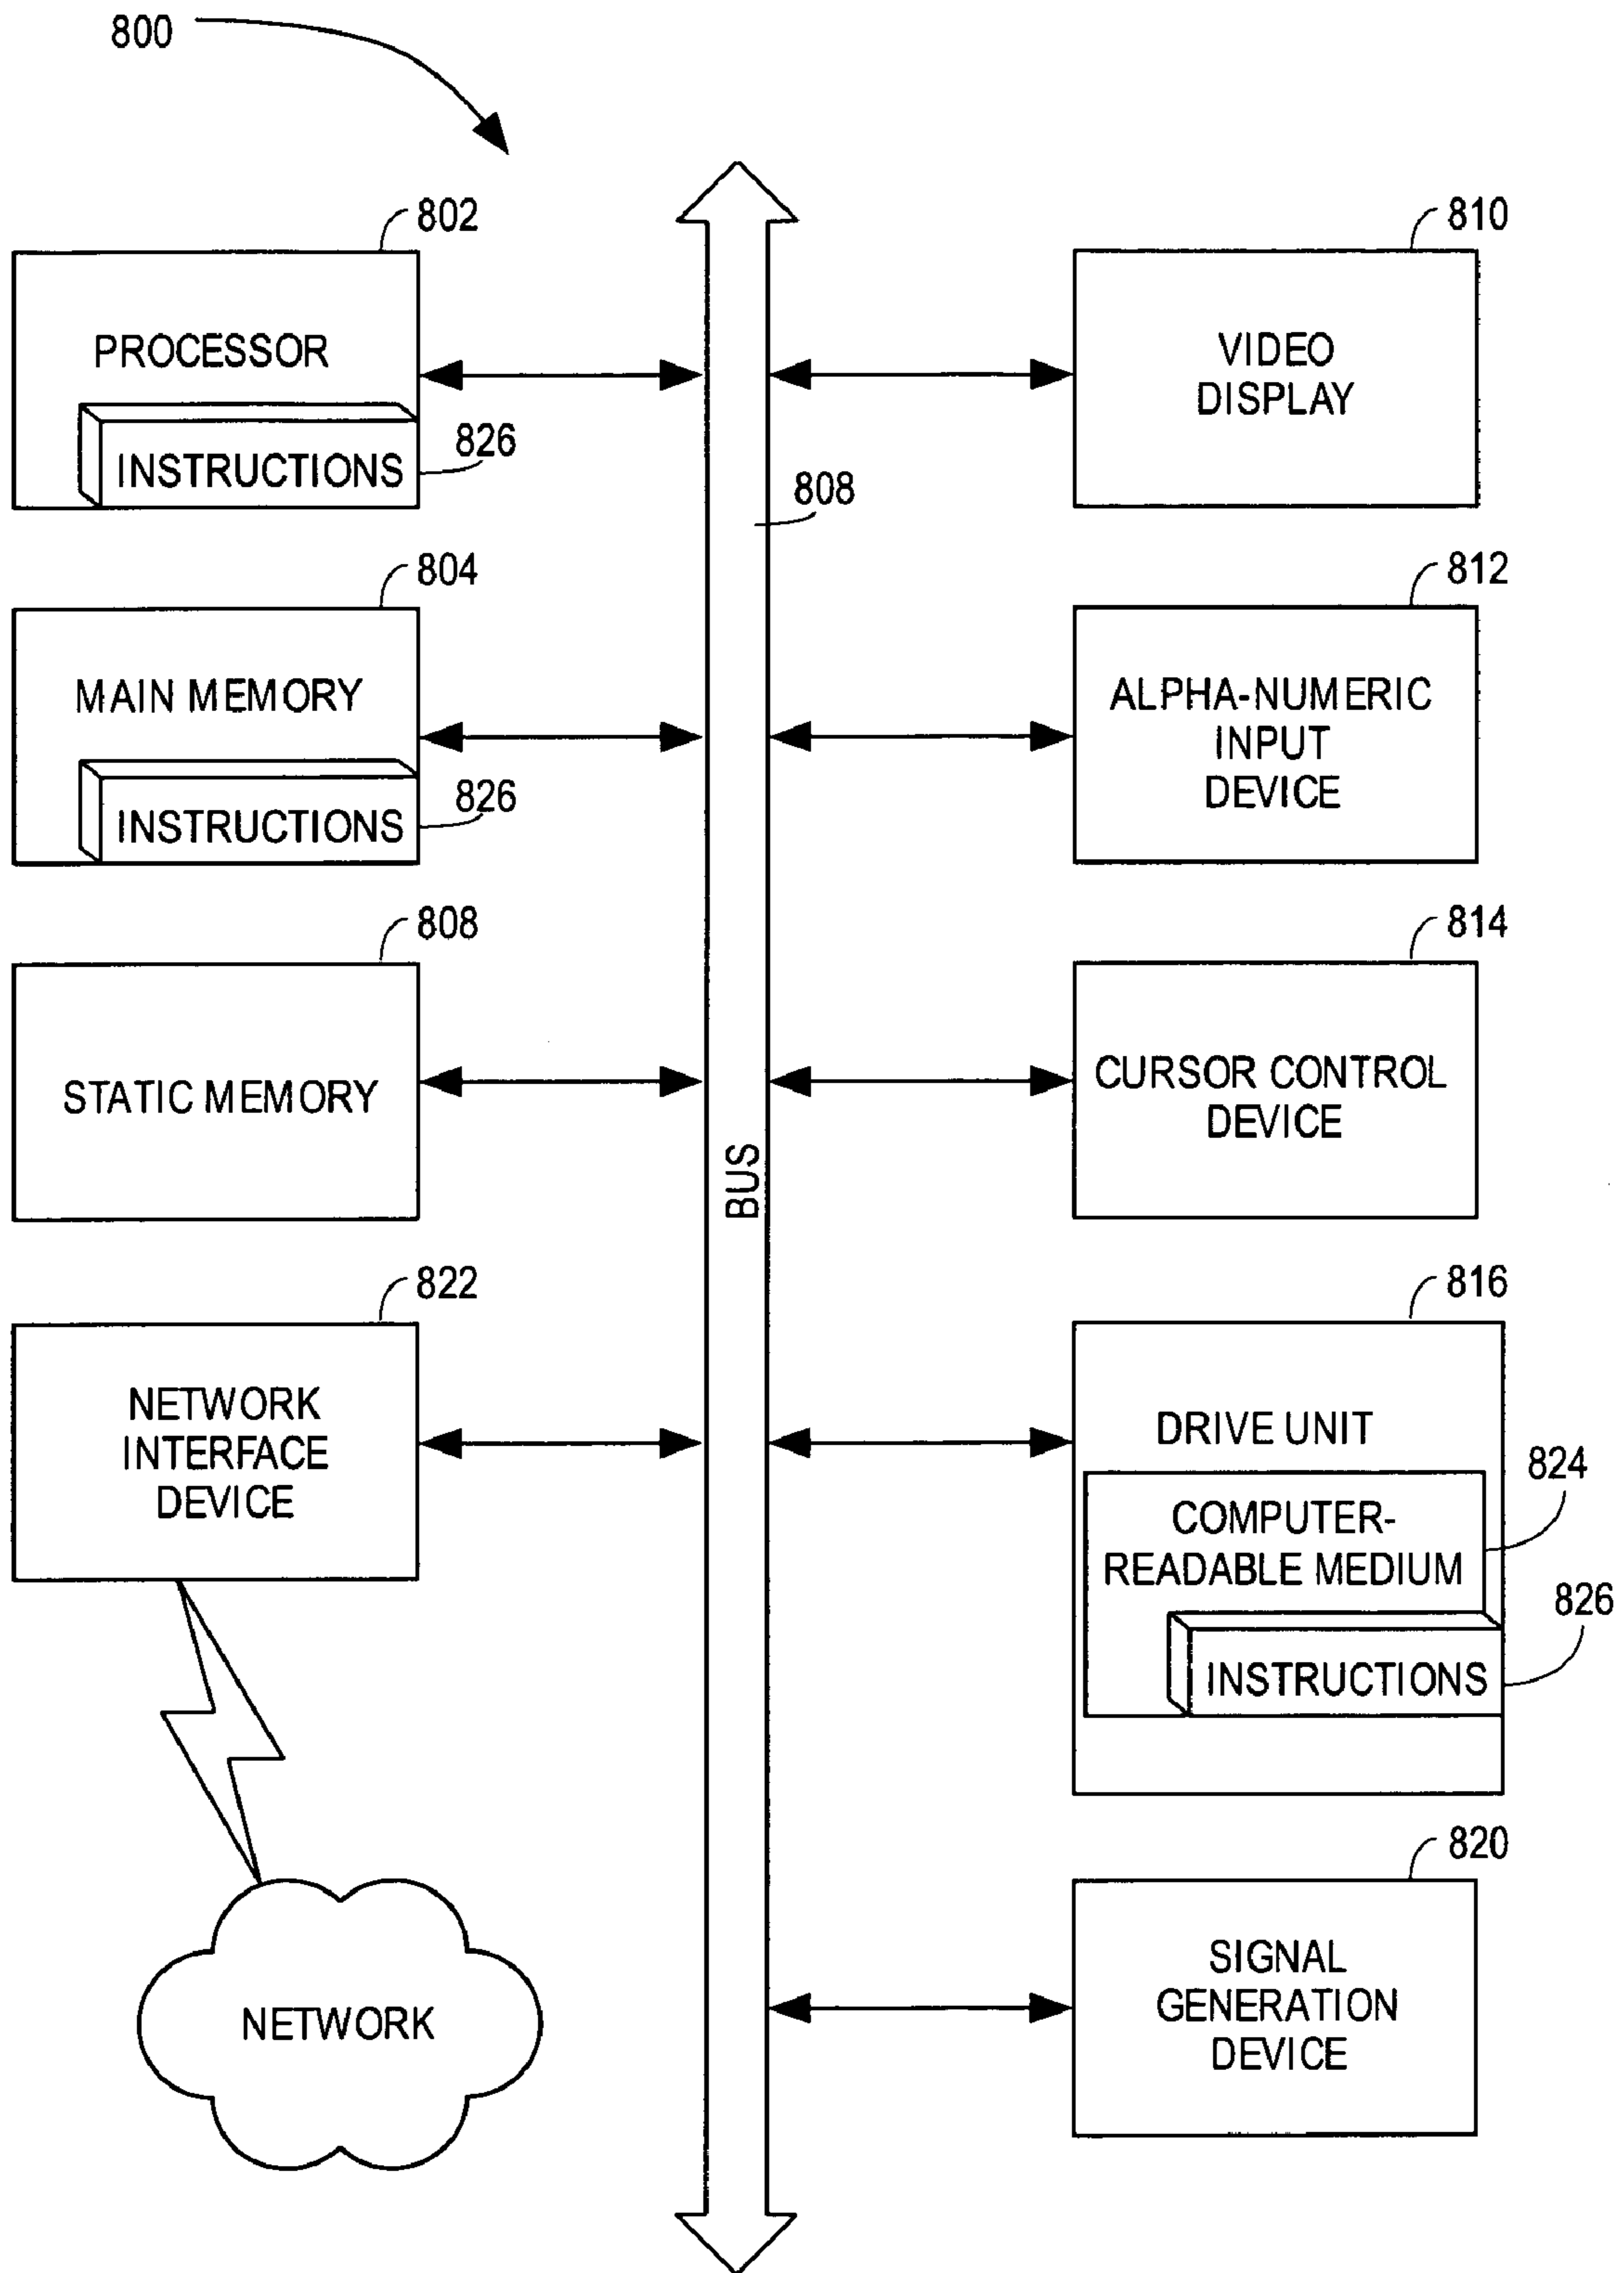 800
802
PROCESSOR
INSTRUCTIONS
826
804
MAIN MEMORY
INSTRUCTIONS
826
808
STATIC MEMORY
822
NETWORK
INTERFACE
DEVICE
NETWORK
808
BUS
810
VIDEO
DISPLAY
812
ALPHA-NUMERIC
INPUT
DEVICE
814
CURSOR CONTROL
DEVICE
816
DRIVE UNIT
824
COMPUTER-
READABLE MEDIUM
826
INSTRUCTIONS
820
SIGNAL
GENERATION
DEVICE